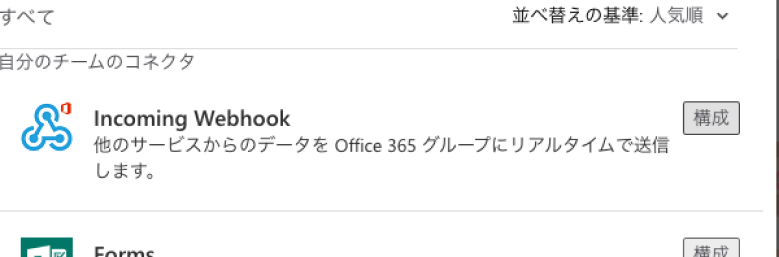 すべて 並べ替えの基準: 人気順
自分のチームのコネクタ
Incoming Webhook 構成
他のサービスからのデータを Office 365 グループにリアルタイムで送信
します。
Forms 構成